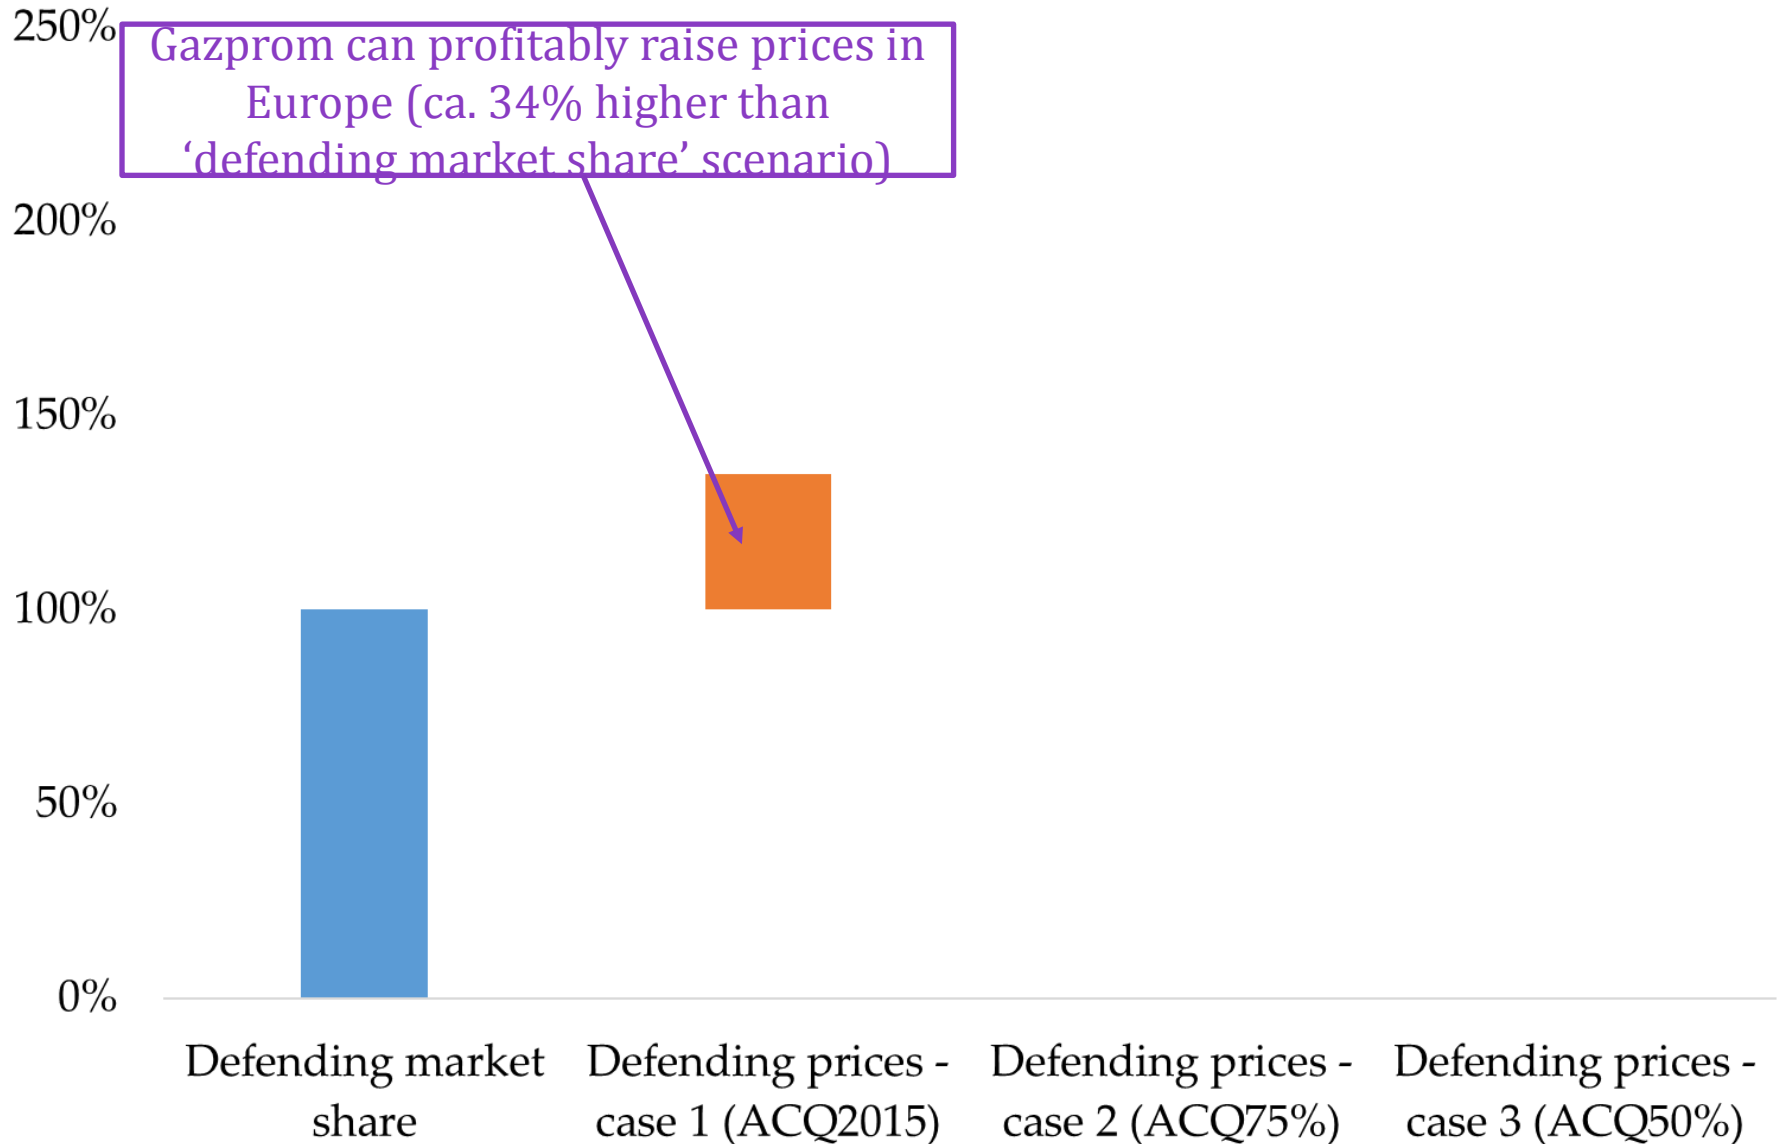 250%
Gazprom can profitably raise prices in
Europe (ca. 34% higher than
‘defending market share’ scenario)
200%
150%
100%
50%
0%
Defending market
share
Defending prices -
case 1 (ACQ2015)
Defending prices -
case 2 (ACQ75%)
Defending prices -
case 3 (ACQ50%)